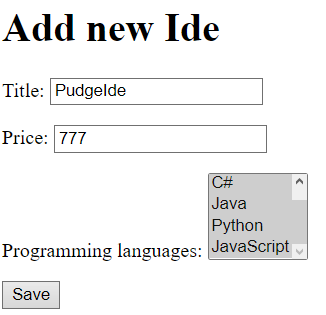 Add new Ide
Title: PudgeIde
Price: 777
Programming languages: C#
Java
Python
JavaScript
Save